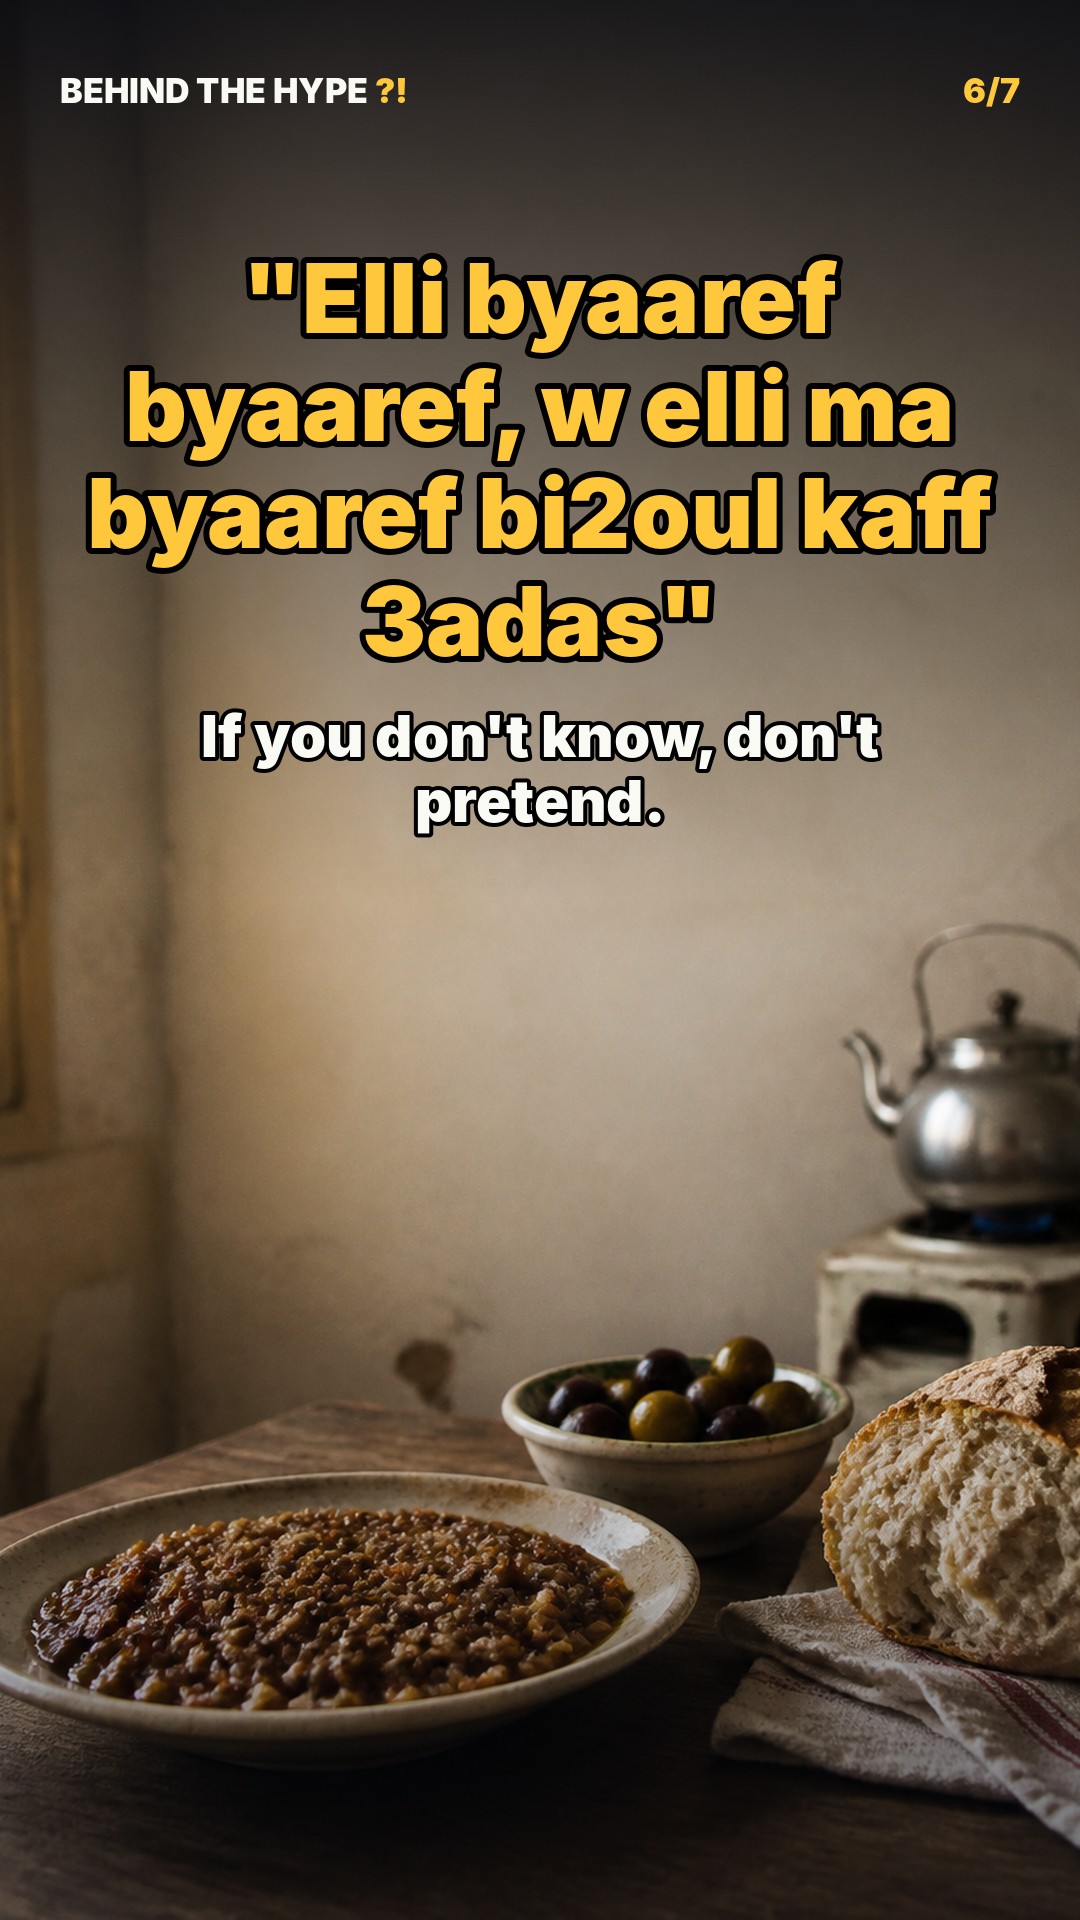 BEHIND THE HYPE ?!
6/7
"Elli byaaref
byaaref, w elli ma
byaaref bi2oul kaff
3adas"
If you don't know, don't
pretend.